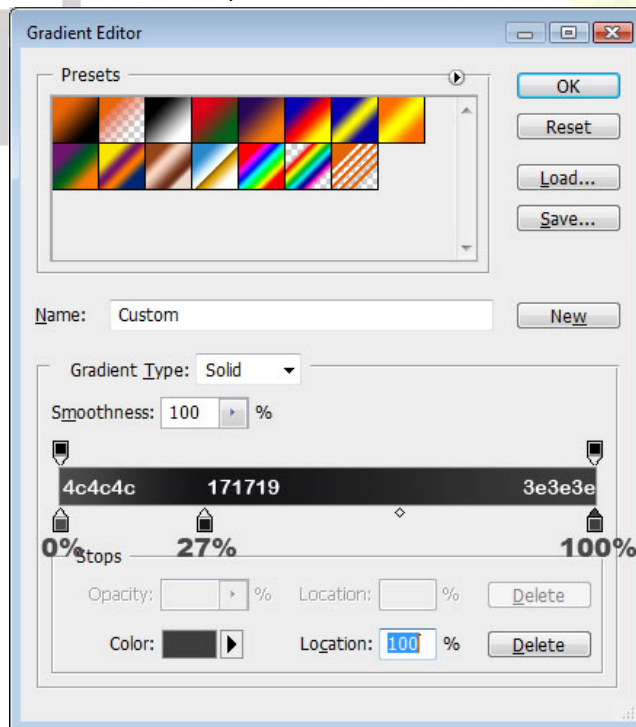 Gradient Editor
Presets
OK
Reset
Load...
Save...
Name: Custom
New
Gradient Type: Solid
Smoothness: 100 %
4c4c4c 171719 3e3e3e
0% 27% 100%
Stops
Opacity: % Location: % Delete
Color: Location: 100 % Delete